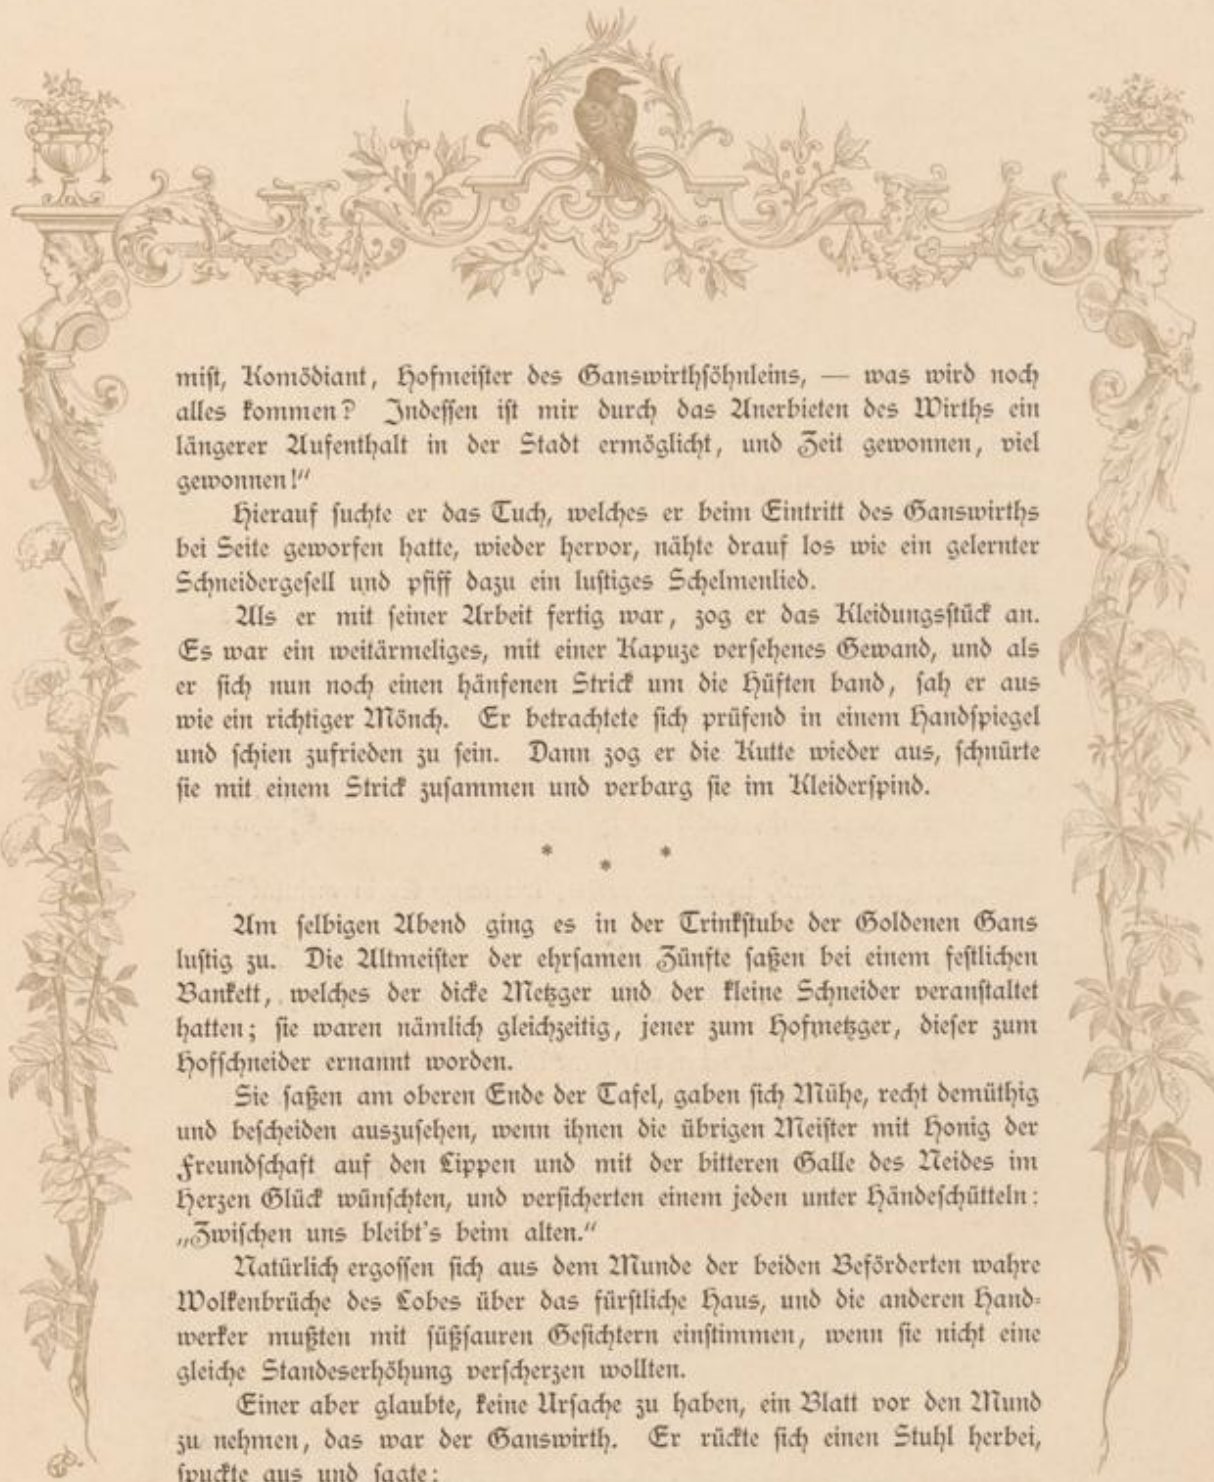 mist, Komödiant, Hofmeister des Ganswirthsöhnleins, — was wird noch
alles kommen? Indessen ist mir durch das Anerbieten des Wirths ein
längerer Aufenthalt in der Stadt ermöglicht, und Zeit gewonnen, viel
gewonnen!“
Hierauf suchte er das Tuch, welches er beim Eintritt des Ganswirths
bei Seite geworfen hatte, wieder hervor, nähte drauf los wie ein gelernter
Schneidergesell und pfiff dazu ein lustiges Schelmenlied.
Als er mit seiner Arbeit fertig war, zog er das Kleidungsstück an.
Es war ein weitärmeliges, mit einer Kapuze versehenes Gewand, und als
er sich nun noch einen hänfenen Strick um die Hüften band, sah er aus
wie ein richtiger Mönch. Er betrachtete sich prüfend in einem Handspiegel
und schien zufrieden zu sein. Dann zog er die Kutte wieder aus, schnürte
sie mit einem Strick zusammen und verbarg sie im Kleiderspind.
* * *
Am selbigen Abend ging es in der Trinkstube der Goldenen Gans
lustig zu. Die Altmeister der ehrsamen Zünfte saßen bei einem festlichen
Bankett, welches der dicke Metzger und der kleine Schneider veranstaltet
hatten; sie waren nämlich gleichzeitig, jener zum Hofmetzger, dieser zum
Hofschneider ernannt worden.
Sie saßen am oberen Ende der Tafel, gaben sich Mühe, recht demüthig
und bescheiden auszusehen, wenn ihnen die übrigen Meister mit Honig der
Freundschaft auf den Lippen und mit der bitteren Galle des Neides im
Herzen Glück wünschten, und versicherten einem jeden unter Händeschütteln:
„Zwischen uns bleibt's beim alten.“
Natürlich ergossen sich aus dem Munde der beiden Beförderten wahre
Wolkenbrüche des Lobes über das fürstliche Haus, und die anderen Hand-
werker mußten mit süßsauren Gesichtern einstimmen, wenn sie nicht eine
gleiche Standeserhöhung verscherzen wollten.
Einer aber glaubte, keine Ursache zu haben, ein Blatt vor den Mund
zu nehmen, das war der Ganswirth. Er rückte sich einen Stuhl herbei,
spuckte aus und sagte: